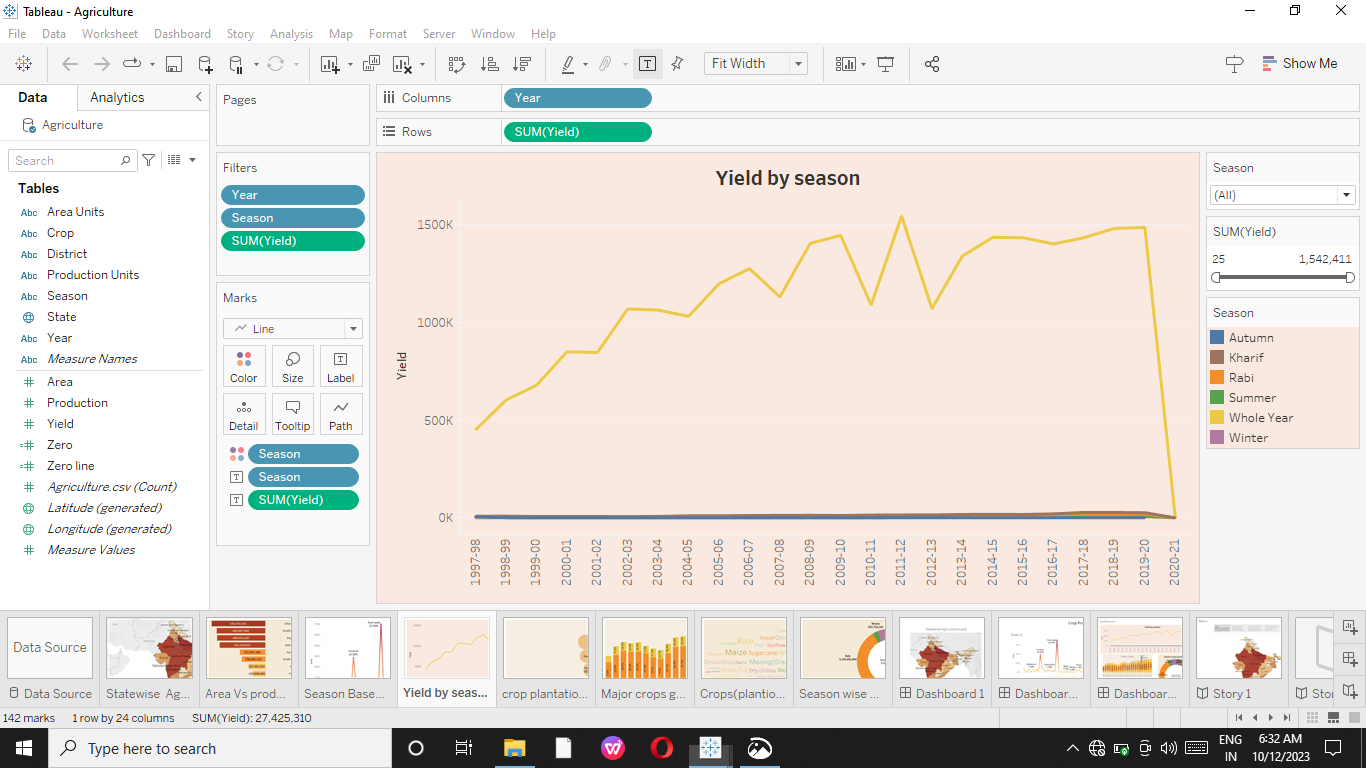 Tableau - Agriculture
File Data Worksheet Dashboard Story Analysis Map Format Server Window Help
Fit Width
Show Me
Data Analytics
Agriculture
Search
Tables
Abc Area Units
Abc Crop
Abc District
Abc Production Units
Abc Season
State
Abc Year
Abc Measure Names
Area
Production
Yield
Zero
Zero line
Agriculture.csv (Count)
Latitude (generated)
Longitude (generated)
Measure Values
Pages
Filters
Year
Season
SUM(Yield)
Marks
Line
Color Size Label
Detail Tooltip Path
Season
Season
SUM(Yield)
Columns Year
Rows SUM(Yield)
Yield by season
Yield
1500K
1000K
500K
0K
1997-98 1998-99 1999-00 2000-01 2001-02 2002-03 2003-04 2004-05 2005-06 2006-07 2007-08 2008-09 2009-10 2010-11 2011-12 2012-13 2013-14 2014-15 2015-16 2016-17 2017-18 2018-19 2019-20 2020-21
Season
(All)
SUM(Yield)
25 1,542,411
Season
Autumn
Kharif
Rabi
Summer
Whole Year
Winter
Data Source
Data Source Statewise Ag... Area Vs prod... Season Base... Yield by seas... crop plantatio... Major crops g... Crops(plantio... Season wise ... Dashboard 1 Dashboar... Dashboar... Story 1 Stor
142 marks 1 row by 24 columns SUM(Yield): 27,425,310
Type here to search
ENG
IN
6:32 AM
10/12/2023